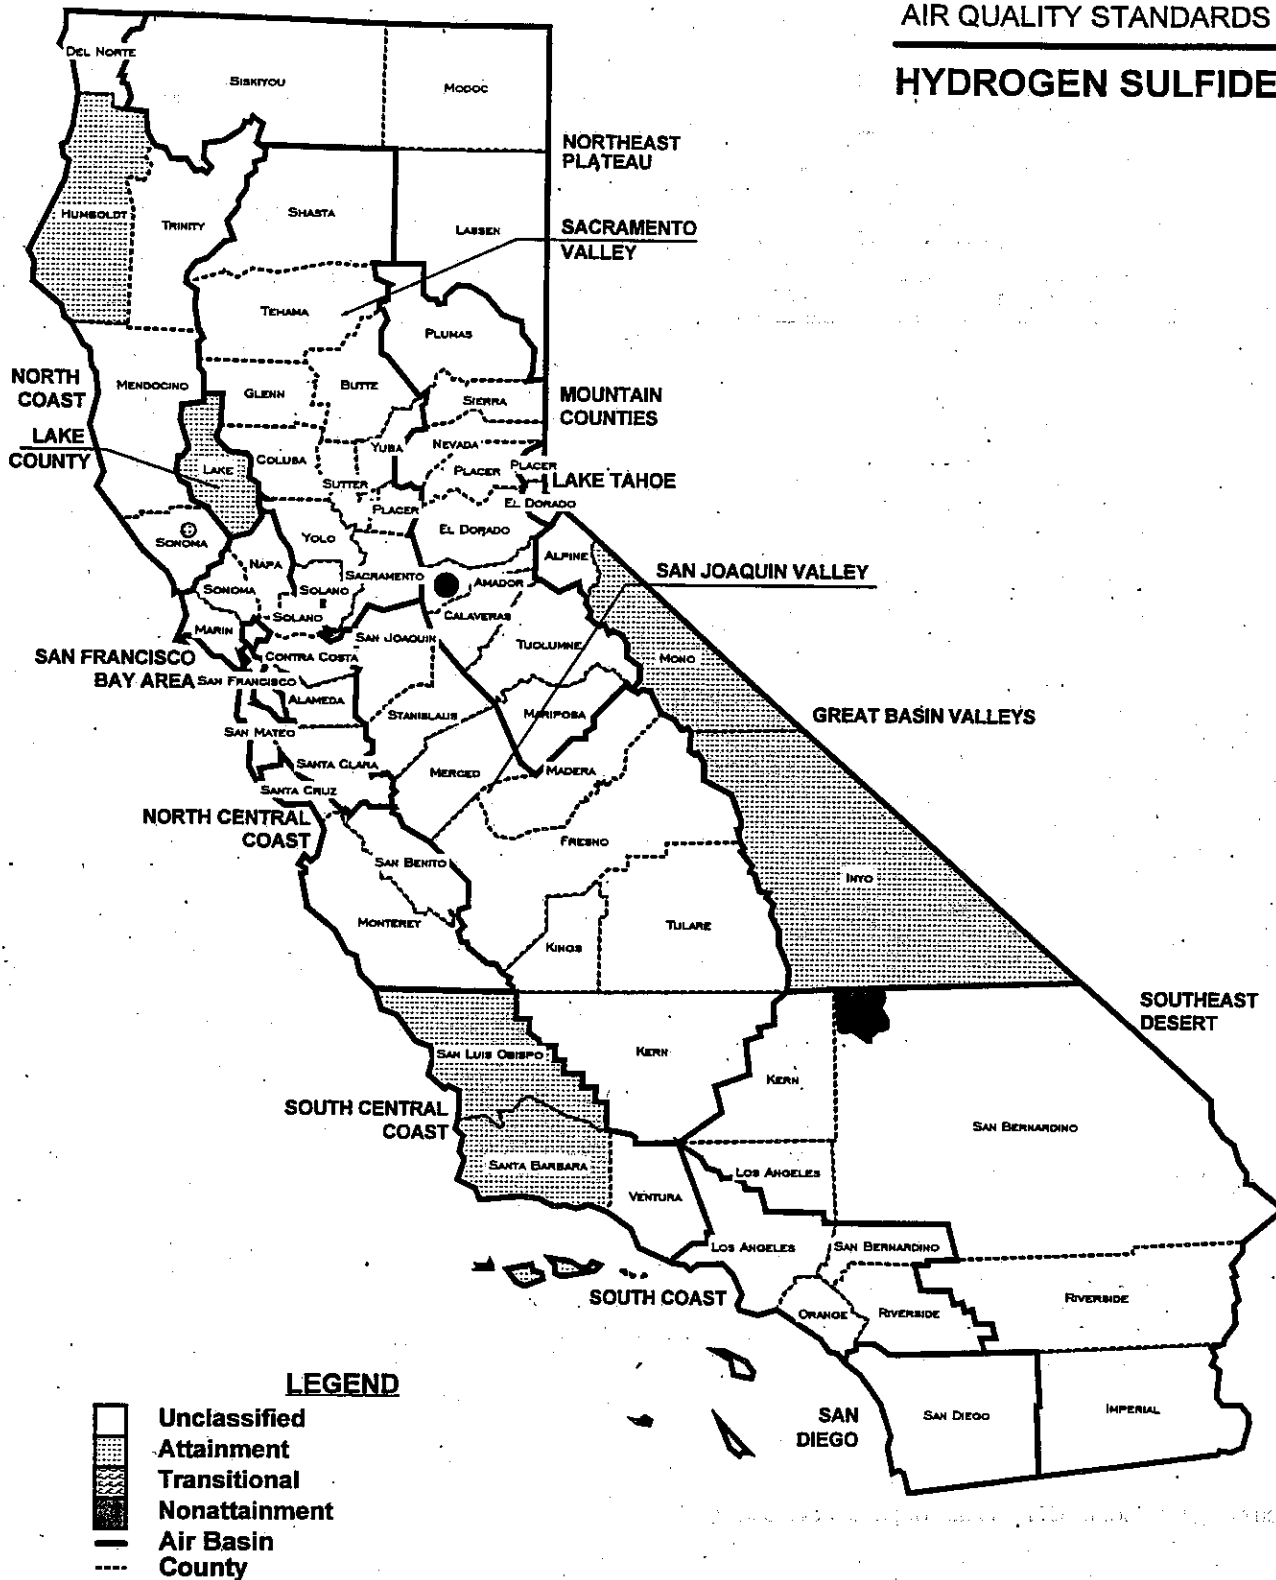 AIR QUALITY STANDARDS
HYDROGEN SULFIDE
DEL NORTE
SISKIYOU
MODOC
NORTHEAST
PLATEAU
HUMBOLDT
TRINITY
SHASTA
LASSEN
SACRAMENTO
VALLEY
TEHAMA
PLUMAS
NORTH
COAST
MENDOCINO
GLENN
BUTTE
SIERRA
MOUNTAIN
COUNTIES
LAKE
COUNTY
LAKE
COLUSA
YUBA
NEVADA
SUTTER
PLACER
PLACER
LAKE TAHOE
PLACER
EL DORADO
EL DORADO
SONOMA
YOLO
NAPA
ALPINE
SACRAMENTO
AMADOR
SAN JOAQUIN VALLEY
SONOMA
SOLANO
SOLANO
CALAVERAS
MARIN
SAN JOAQUIN
TUOLUMNE
MONO
SAN FRANCISCO
BAY AREA
CONTRA COSTA
SAN FRANCISCO
ALAMEDA
STANISLAUS
MARIPOSA
GREAT BASIN VALLEYS
SAN MATEO
SANTA CLARA
MERCED
MADERA
SANTA CRUZ
NORTH CENTRAL
COAST
FRESNO
SAN BENITO
INYO
MONTEREY
KINGS
TULARE
SOUTHEAST
DESERT
SAN LUIS OBISPO
KERN
KERN
SOUTH CENTRAL
COAST
SAN BERNARDINO
SANTA BARBARA
LOS ANGELES
VENTURA
LOS ANGELES
SAN BERNARDINO
SOUTH COAST
ORANGE
RIVERSIDE
RIVERSIDE
SAN
DIEGO
SAN DIEGO
IMPERIAL
LEGEND
Unclassified
Attainment
Transitional
Nonattainment
Air Basin
County